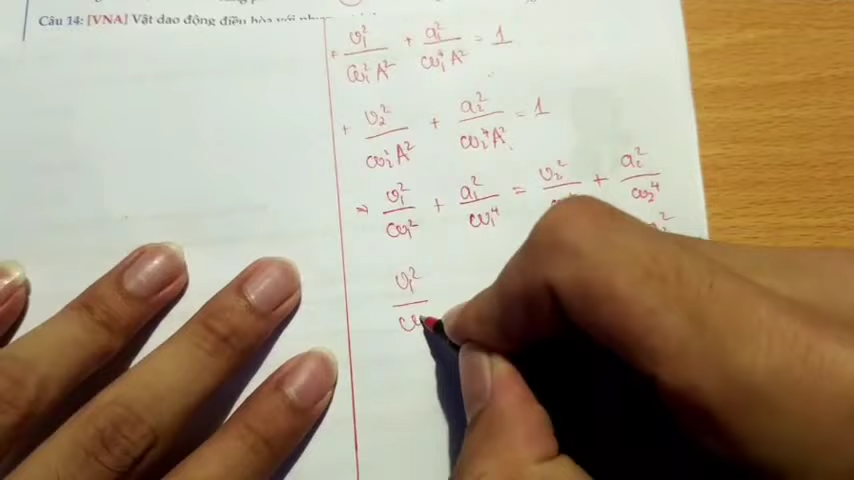 Câu 14: [VNA] Vật dao động điều hòa với
+ v₁²/ω₁²A² + a₁²/ω₁⁴A² = 1
+ v₂²/ω₂²A² + a₂²/ω₂⁴A² = 1
⇒ v₁²/ω₁² + a₁²/ω₁⁴ = v₂² + a₂²/ω₂⁴
v₁²/ω